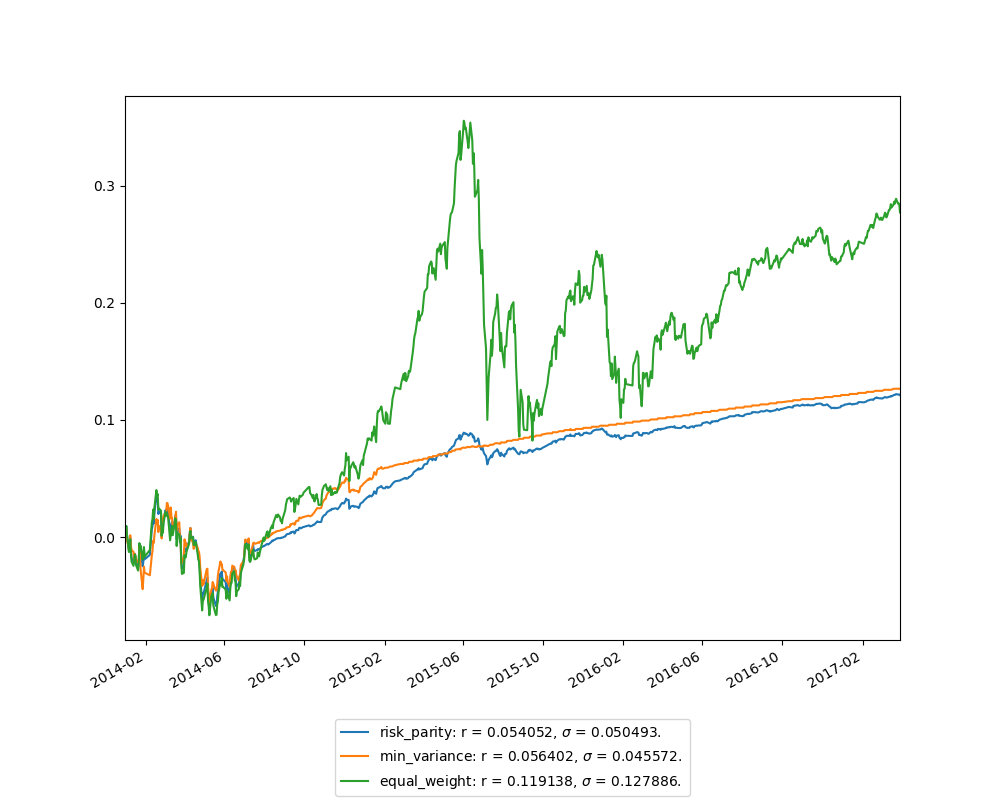 0.3
0.2
0.1
0.0
2014-02 2014-06 2014-10 2015-02 2015-06 2015-10 2016-02 2016-06 2016-10 2017-02
risk_parity: r = 0.054052, σ = 0.050493.
min_variance: r = 0.056402, σ = 0.045572.
equal_weight: r = 0.119138, σ = 0.127886.